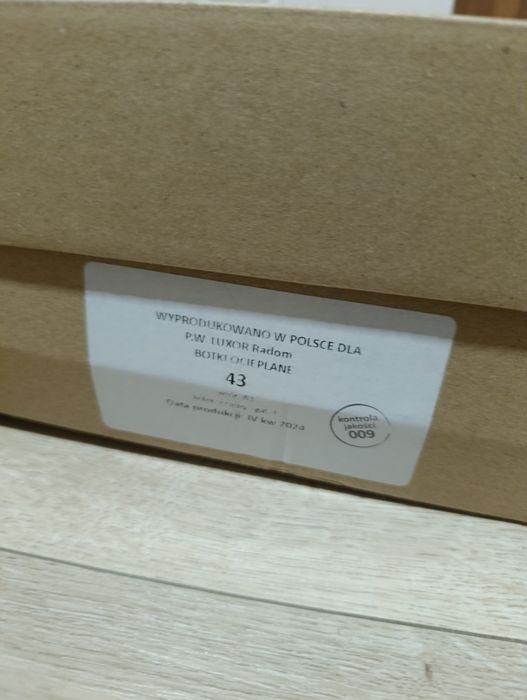 WYPRODUKOWANO W POLSCE DLA
P.W. LUXOR Radom
BOTKI OCIEPLANE
43
Data produkcji: IV kw 2024
kontrola
jakości
009